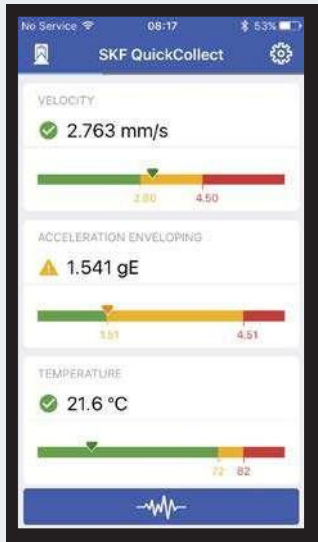 No Service 08:17 53%
SKF QuickCollect
VELOCITY
2.763 mm/s
2.80 4.50
ACCELERATION ENVELOPING
1.541 gE
1.51 4.51
TEMPERATURE
21.6 °C
72 82